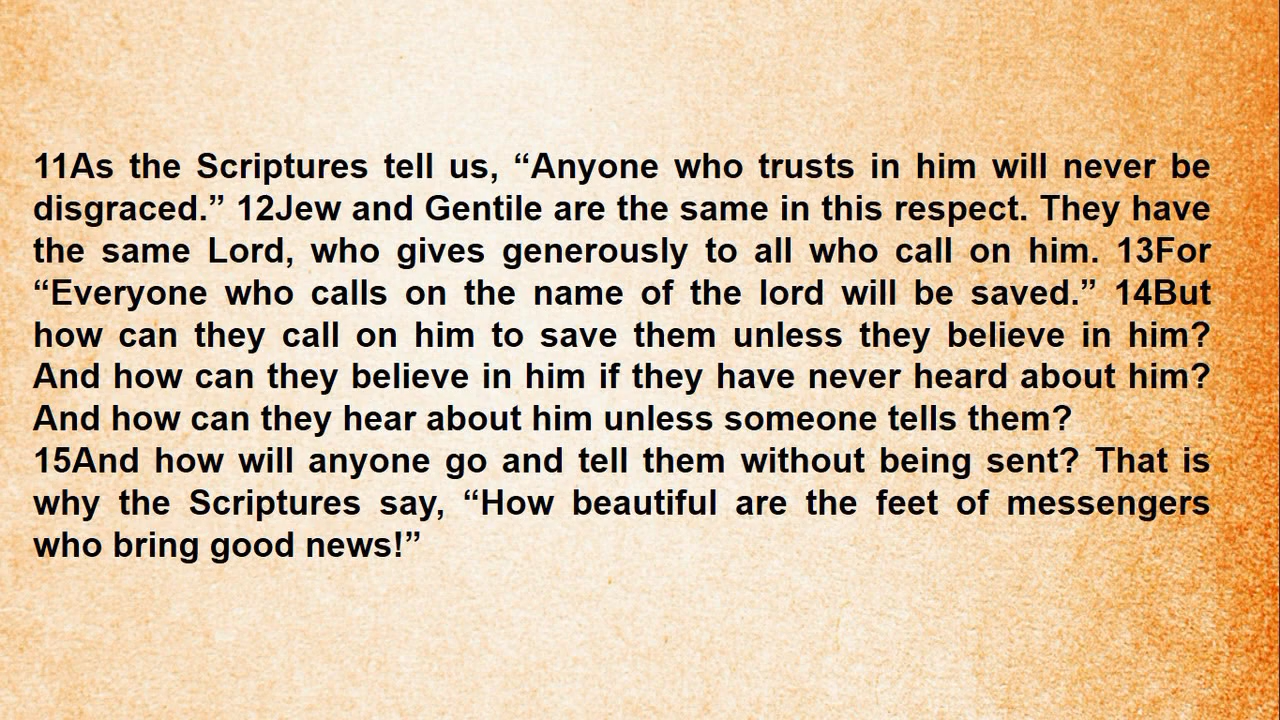 11As the Scriptures tell us, “Anyone who trusts in him will never be
disgraced.” 12Jew and Gentile are the same in this respect. They have
the same Lord, who gives generously to all who call on him. 13For
“Everyone who calls on the name of the lord will be saved.” 14But
how can they call on him to save them unless they believe in him?
And how can they believe in him if they have never heard about him?
And how can they hear about him unless someone tells them?
15And how will anyone go and tell them without being sent? That is
why the Scriptures say, “How beautiful are the feet of messengers
who bring good news!”